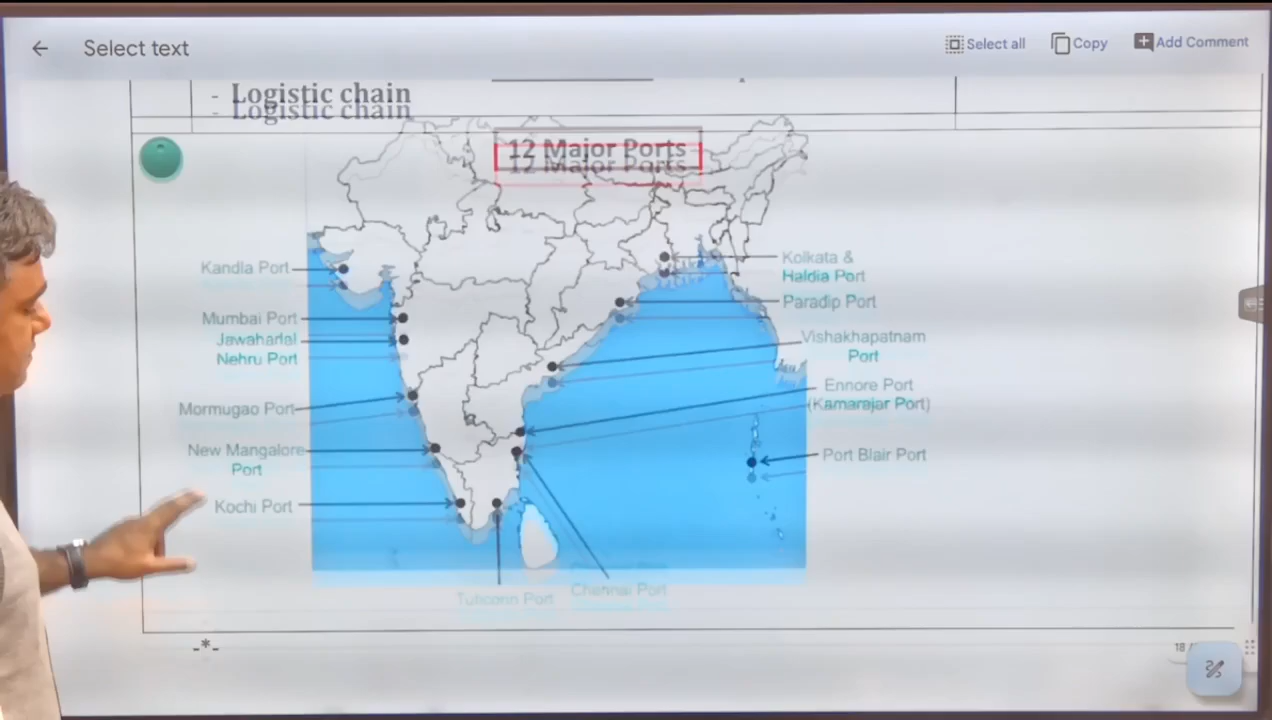 Select text
Select all
Copy
Add Comment
- Logistic chain
12 Major Ports
Kandla Port
Mumbai Port
Jawaharlal
Nehru Port
Mormugao Port
New Mangalore
Port
Kochi Port
Tuticorin Port
Chennai Port
Kolkata &
Haldia Port
Paradip Port
Vishakhapatnam
Port
Ennore Port
(Kamarajar Port)
Port Blair Port
-*-
18